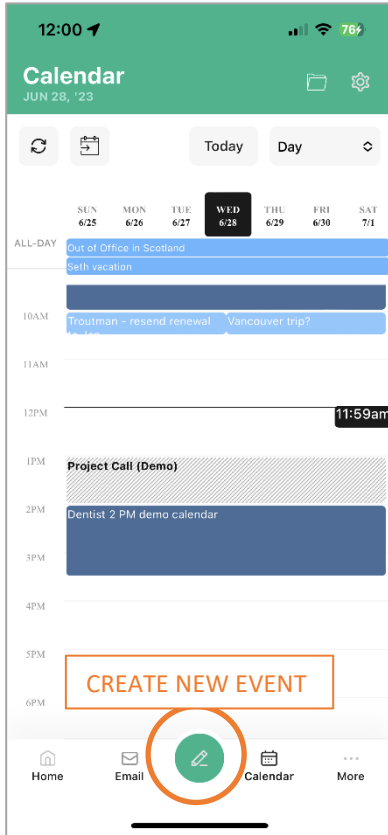 12:00
76
Calendar
JUN 28, '23
Today
Day
SUN MON TUE WED THU FRI SAT
6/25 6/26 6/27 6/28 6/29 6/30 7/1
ALL-DAY
Out of Office in Scotland
Seth vacation
10AM
Troutman - resend renewal
Vancouver trip?
11AM
12PM
11:59am
1PM
Project Call (Demo)
2PM
Dentist 2 PM demo calendar
3PM
4PM
5PM
CREATE NEW EVENT
6PM
Home
Email
Calendar
More